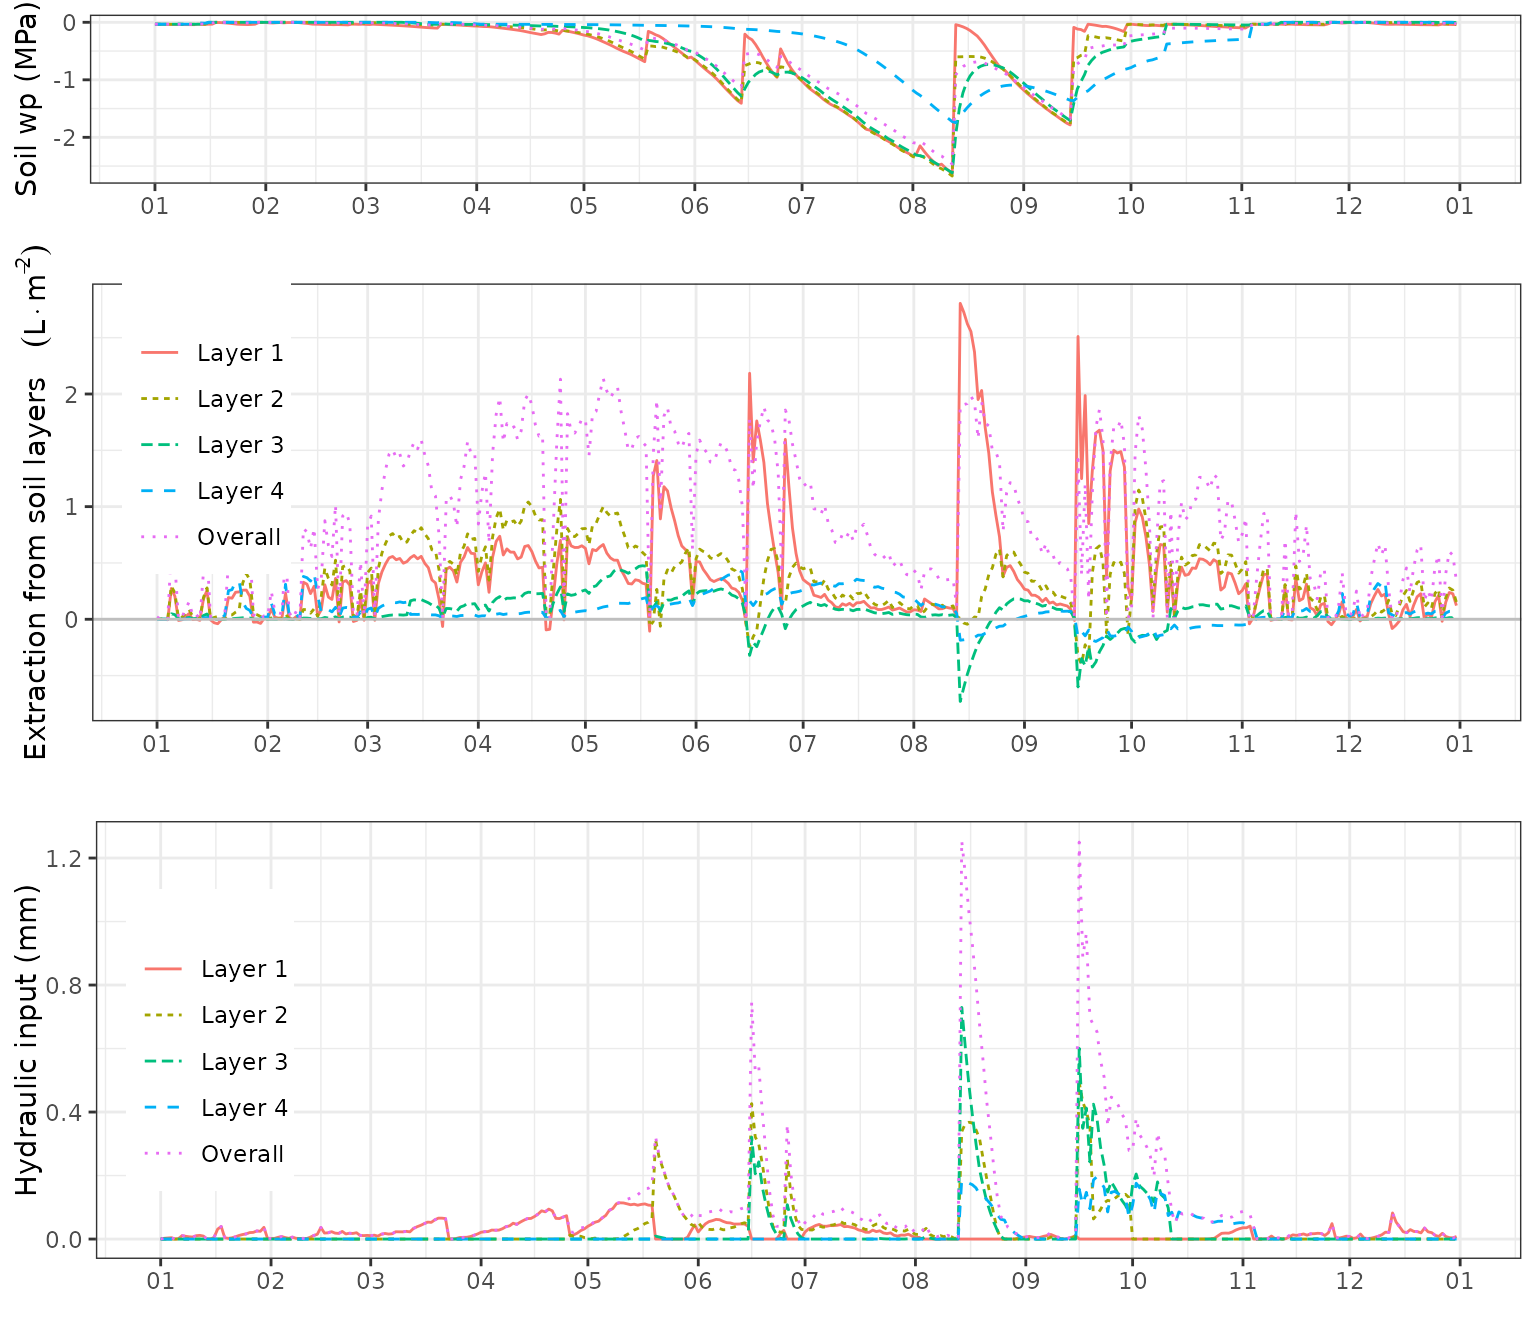 Soil wp (MPa)
0
-1
-2
01 02 03 04 05 06 07 08 09 10 11 12 01
Extraction from soil layers (L·m⁻²)
Layer 1
Layer 2
Layer 3
Layer 4
Overall
2
1
0
01 02 03 04 05 06 07 08 09 10 11 12 01
Hydraulic input (mm)
1.2
0.8
0.4
0.0
Layer 1
Layer 2
Layer 3
Layer 4
Overall
01 02 03 04 05 06 07 08 09 10 11 12 01